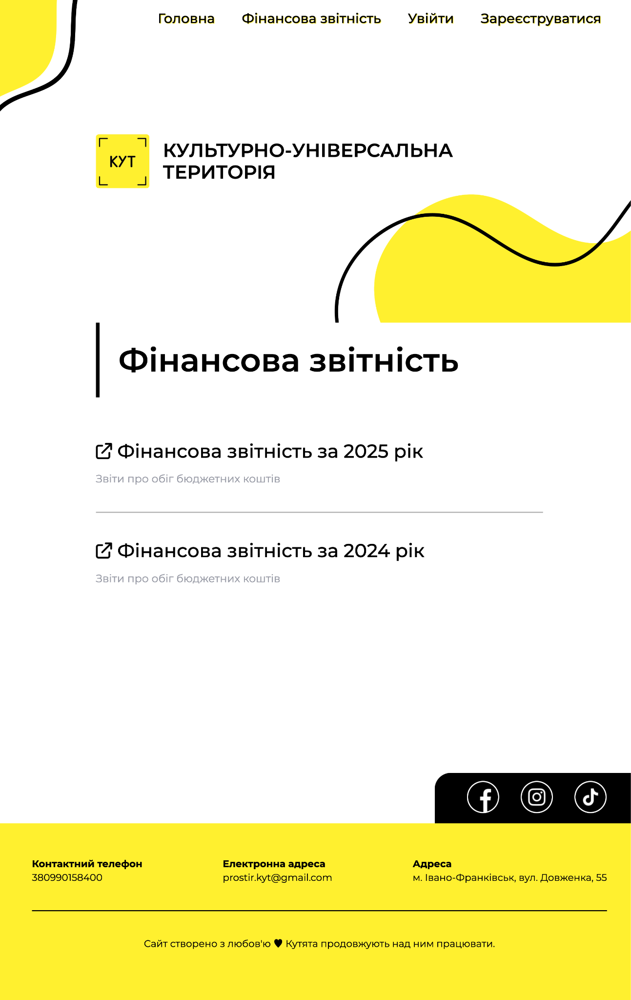 Головна Фінансова звітність Увійти Зареєструватися
КУТ
КУЛЬТУРНО-УНІВЕРСАЛЬНА
ТЕРИТОРІЯ
Фінансова звітність
Фінансова звітність за 2025 рік
Звіти про обіг бюджетних коштів
Фінансова звітність за 2024 рік
Звіти про обіг бюджетних коштів
Контактний телефон
380990158400
Електронна адреса
prostir.kyt@gmail.com
Адреса
м. Івано-Франківськ, вул. Довженка, 55
Сайт створено з любов'ю ♥ Кутята продовжують над ним працювати.